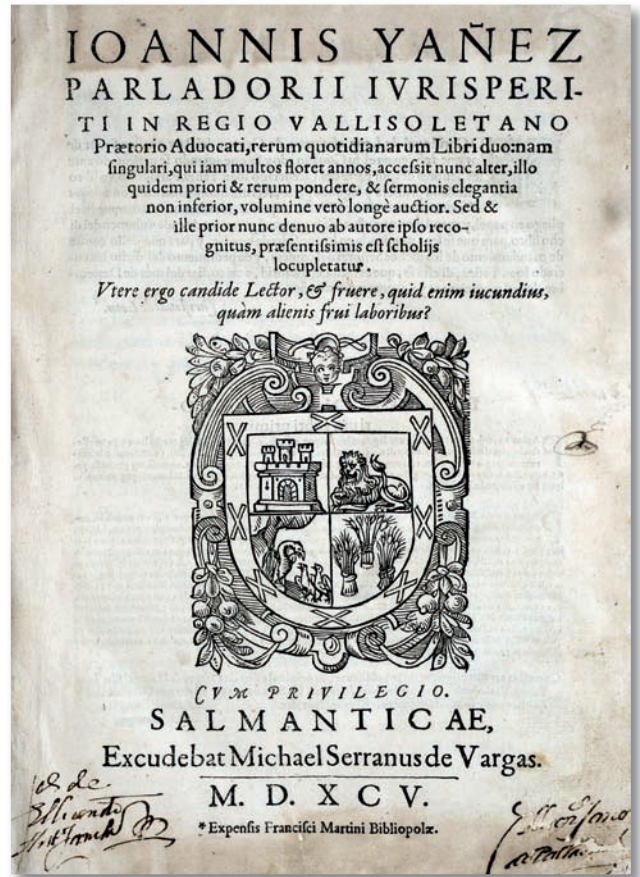 IOANNIS YAÑEZ
PARLADORII IVRISPERI-
TI IN REGIO VALLISOLETANO
Prætorio Aduocati, rerum quotidianarum Libri duo: nam
ſingulari, qui iam multos floret annos, acceſsit nunc alter, illo
quidem priori & rerum pondere, & ſermonis elegantia
non inferior, volumine verò longè auctior. Sed &
ille prior nunc denuo ab autore ipſo reco-
gnitus, præſentiſsimis eſt ſcholijs
locupletatus.
Vtere ergo candide Lector, & fruere, quid enim iucundius,
quàm alienis frui laboribus?
CVM PRIVILEGIO.
SALMANTICAE,
Excudebat Michael Serranus de Vargas.
M. D. XCV.
*Expenſis Franciſci Martini Bibliopolæ.
de